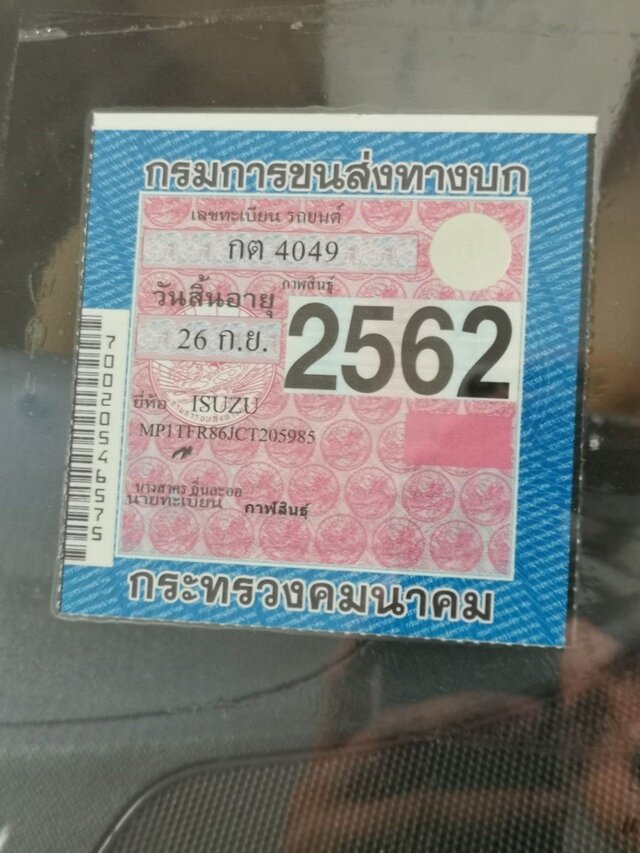 กรมการขนส่งทางบก
เลขทะเบียน รถยนต์
กต 4049
กาฬสินธุ์
วันสิ้นอายุ
26 ก.ย.
2562
ยี่ห้อ ISUZU
MP1TFR86JCT205985
นายทะเบียน กาฬสินธุ์
กระทรวงคมนาคม
70020546575